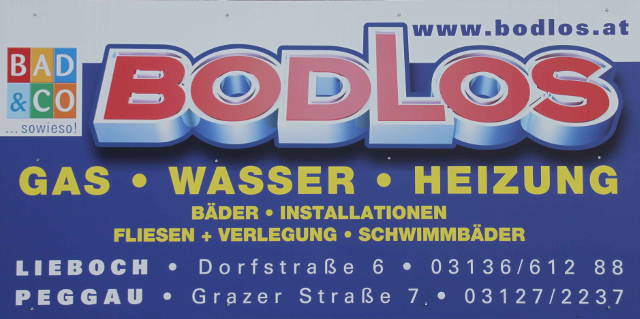 www.bodlos.at
BAD
&CO
...sowieso!
BODLOS
GAS • WASSER • HEIZUNG
BÄDER • INSTALLATIONEN
FLIESEN + VERLEGUNG • SCHWIMMBÄDER
LIEBOCH • Dorfstraße 6 • 03136/612 88
PEGGAU • Grazer Straße 7 • 03127/2237